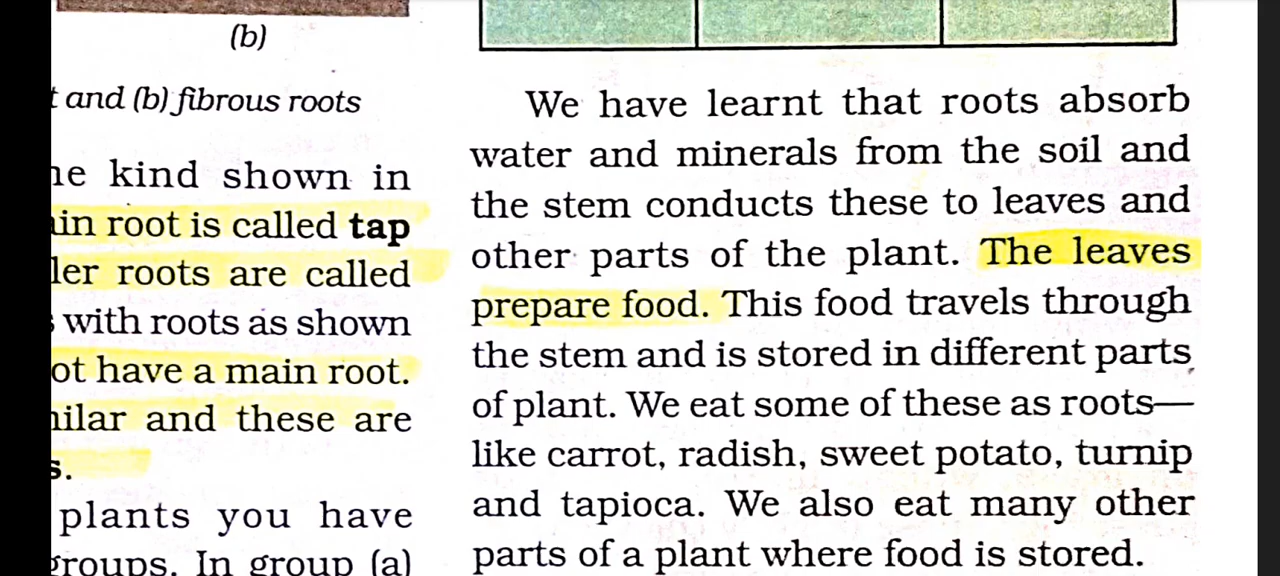 (b)
and (b) fibrous roots
kind shown in
root is called tap
roots are called
with roots as shown
have a main root.
and these are
plants you have
groups. In group (a)
We have learnt that roots absorb
water and minerals from the soil and
the stem conducts these to leaves and
other parts of the plant. The leaves
prepare food. This food travels through
the stem and is stored in different parts
of plant. We eat some of these as roots—
like carrot, radish, sweet potato, turnip
and tapioca. We also eat many other
parts of a plant where food is stored.